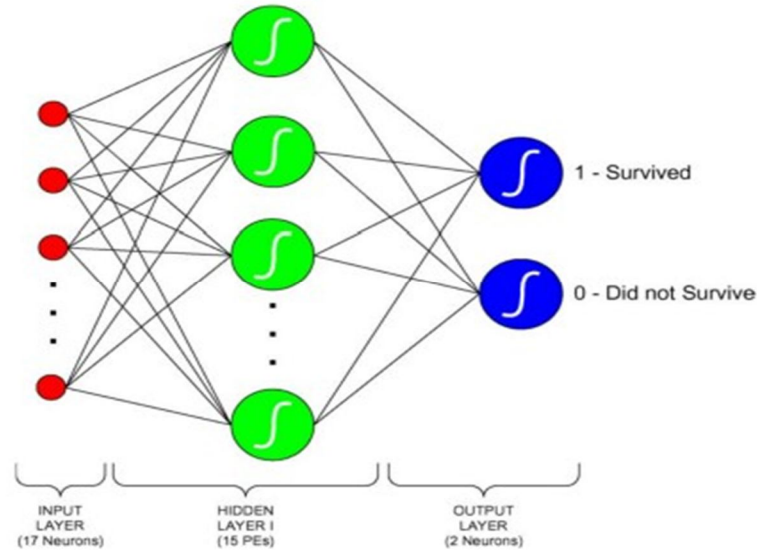 1 - Survived
0 - Did not Survive
INPUT
LAYER
(17 Neurons)
HIDDEN
LAYER I
(15 PEs)
OUTPUT
LAYER
(2 Neurons)